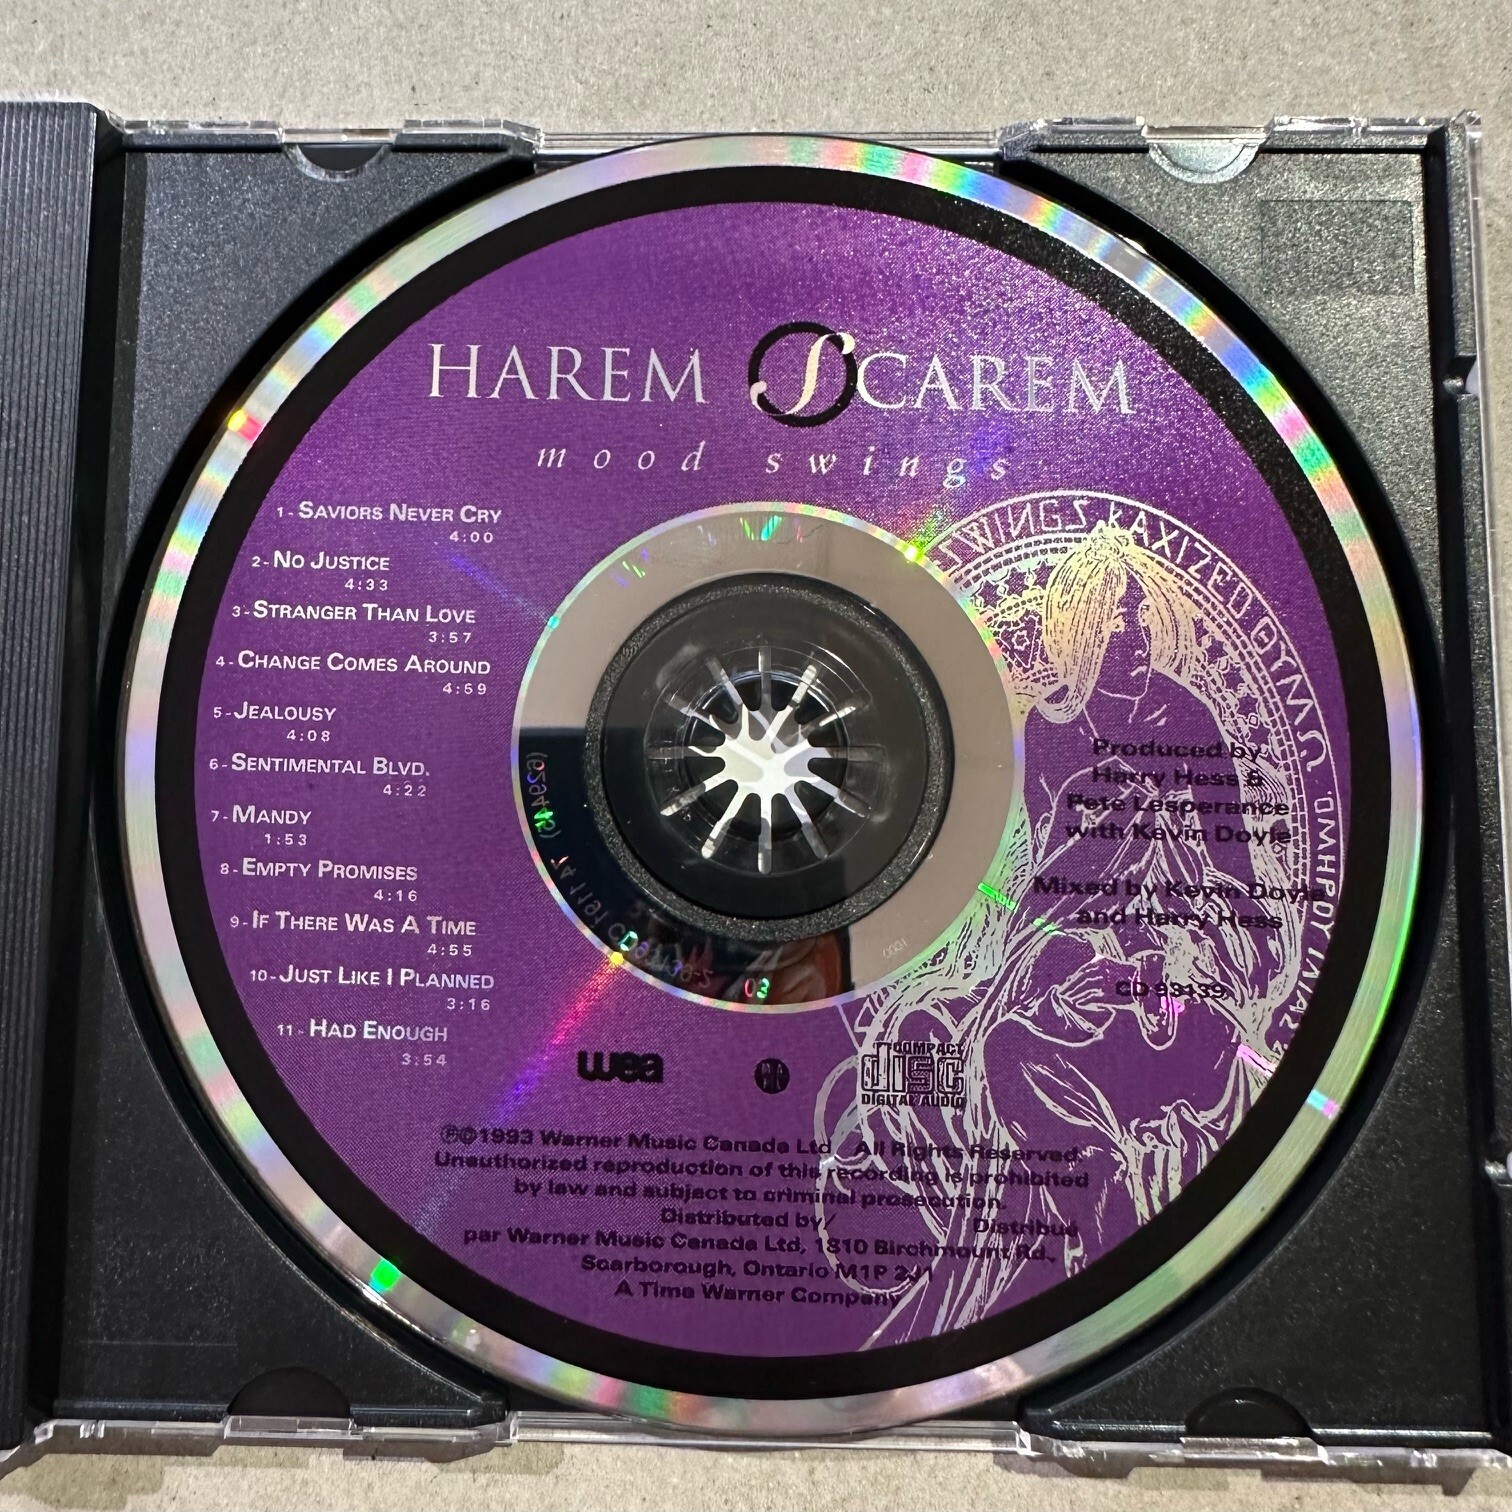 HAREM SCAREM
mood swings
1-SAVIORS NEVER CRY
4:00
2-NO JUSTICE
4:33
3-STRANGER THAN LOVE
3:57
4-CHANGE COMES AROUND
4:59
5-JEALOUSY
4:08
6-SENTIMENTAL BLVD.
4:22
7-MANDY
1:53
8-EMPTY PROMISES
4:16
9-IF THERE WAS A TIME
4:55
10-JUST LIKE I PLANNED
3:16
11-HAD ENOUGH
3:54
Produced by
Harry Hess &
Pete Lesperance
with Kevin Doyle
Mixed by Kevin Doyle
and Harry Hess
CD 93139
wea
COMPACT
disc
DIGITAL AUDIO
℗©1993 Warner Music Canada Ltd. All Rights Reserved.
Unauthorized reproduction of this recording is prohibited
by law and subject to criminal prosecution.
Distributed by/ Distribué
par Warner Music Canada Ltd, 1810 Birchmount Rd.,
Scarborough, Ontario M1P 2J1
A Time Warner Company